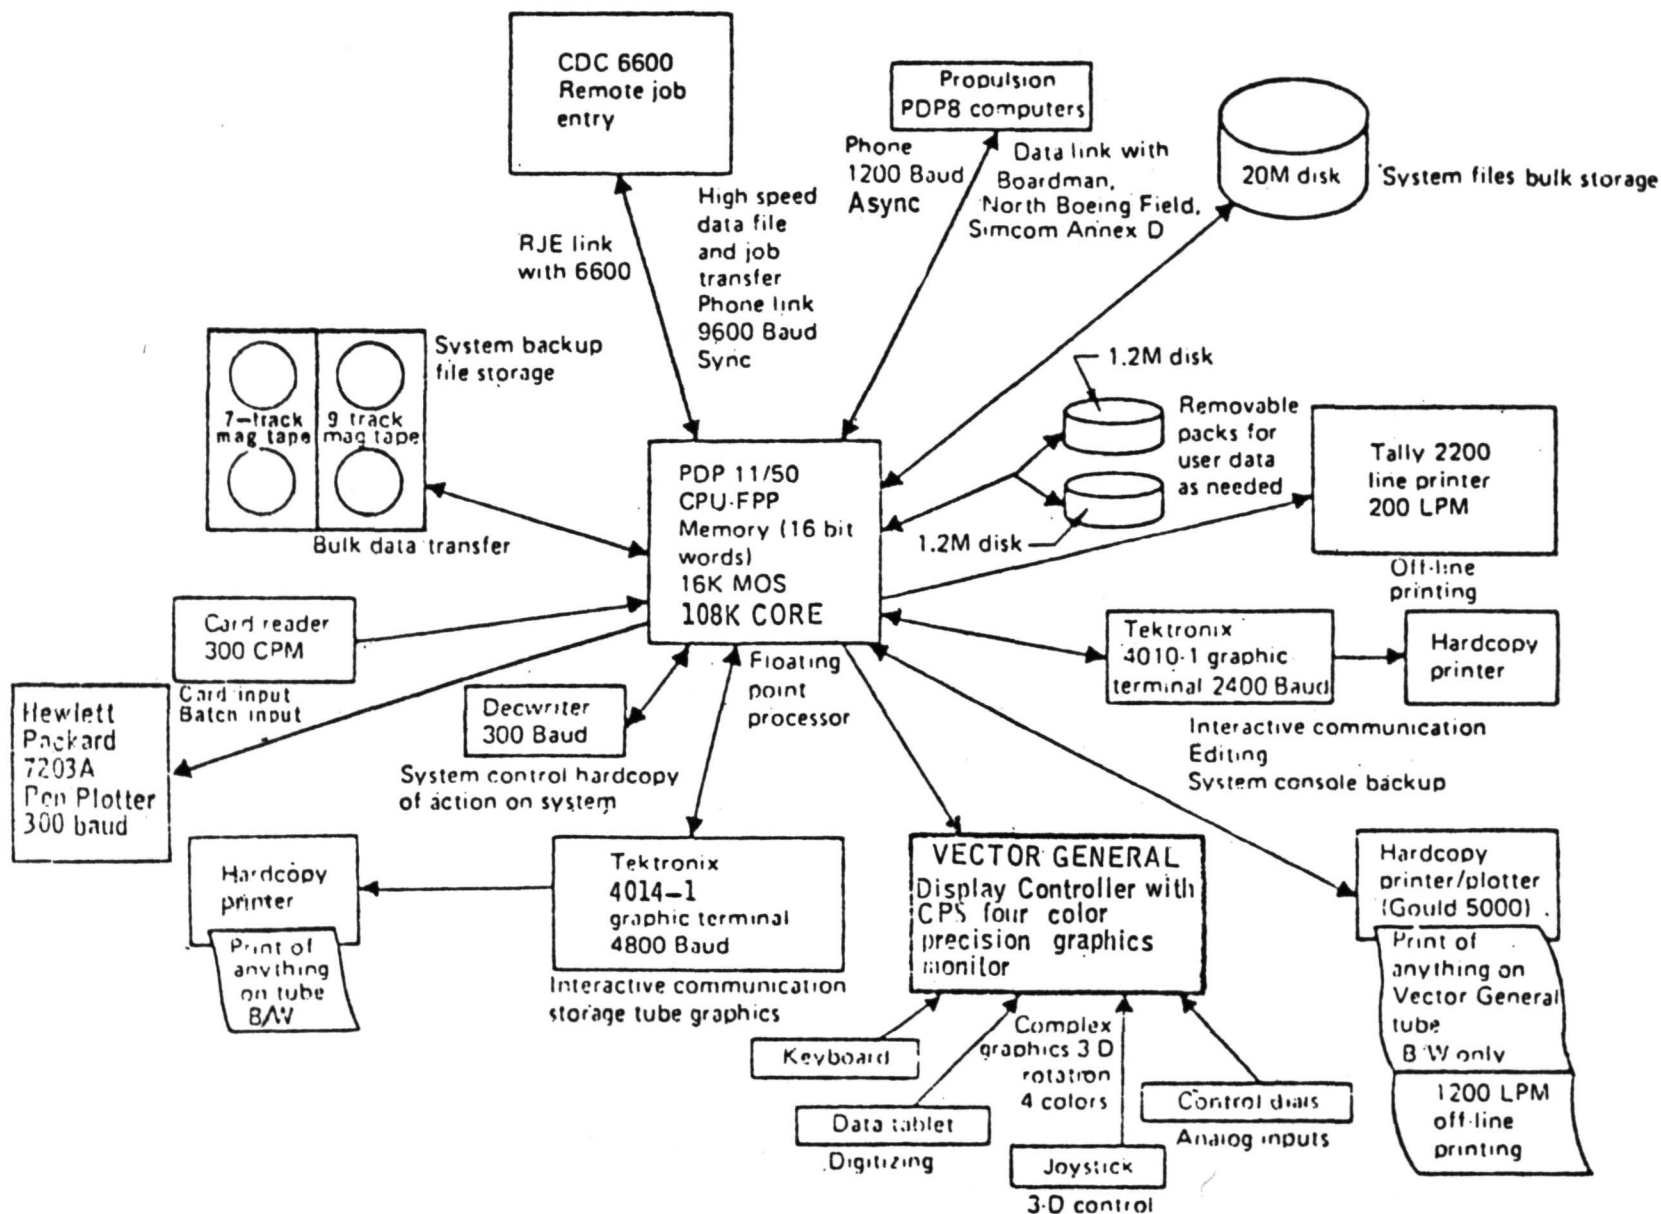 CDC 6600
Remote job
entry
Propulsion
PDP8 computers
20M disk
System files bulk storage
Phone
1200 Baud
Async
Data link with
Boardman,
North Boeing Field,
Simcom Annex D
RJE link
with 6600
High speed
data file
and job
transfer
Phone link
9600 Baud
Sync
7-track
mag tape
9 track
mag tape
System backup
file storage
Bulk data transfer
1.2M disk
1.2M disk
Removable
packs for
user data
as needed
Tally 2200
line printer
200 LPM
Off-line
printing
PDP 11/50
CPU-FPP
Memory (16 bit
words)
16K MOS
108K CORE
Floating
point
processor
Card reader
300 CPM
Card input
Batch input
Hewlett
Packard
7203A
Pen Plotter
300 baud
Decwriter
300 Baud
System control hardcopy
of action on system
Tektronix
4010-1 graphic
terminal 2400 Baud
Hardcopy
printer
Interactive communication
Editing
System console backup
Hardcopy
printer
Print of
anything
on tube
B/W
Tektronix
4014-1
graphic terminal
4800 Baud
Interactive communication
storage tube graphics
VECTOR GENERAL
Display Controller with
CPS four color
precision graphics
monitor
Keyboard
Data tablet
Digitizing
Complex
graphics 3 D
rotation
4 colors
Joystick
3-D control
Control dials
Analog inputs
Hardcopy
printer/plotter
(Gould 5000)
Print of
anything on
Vector General
tube
B/W only
1200 LPM
off-line
printing